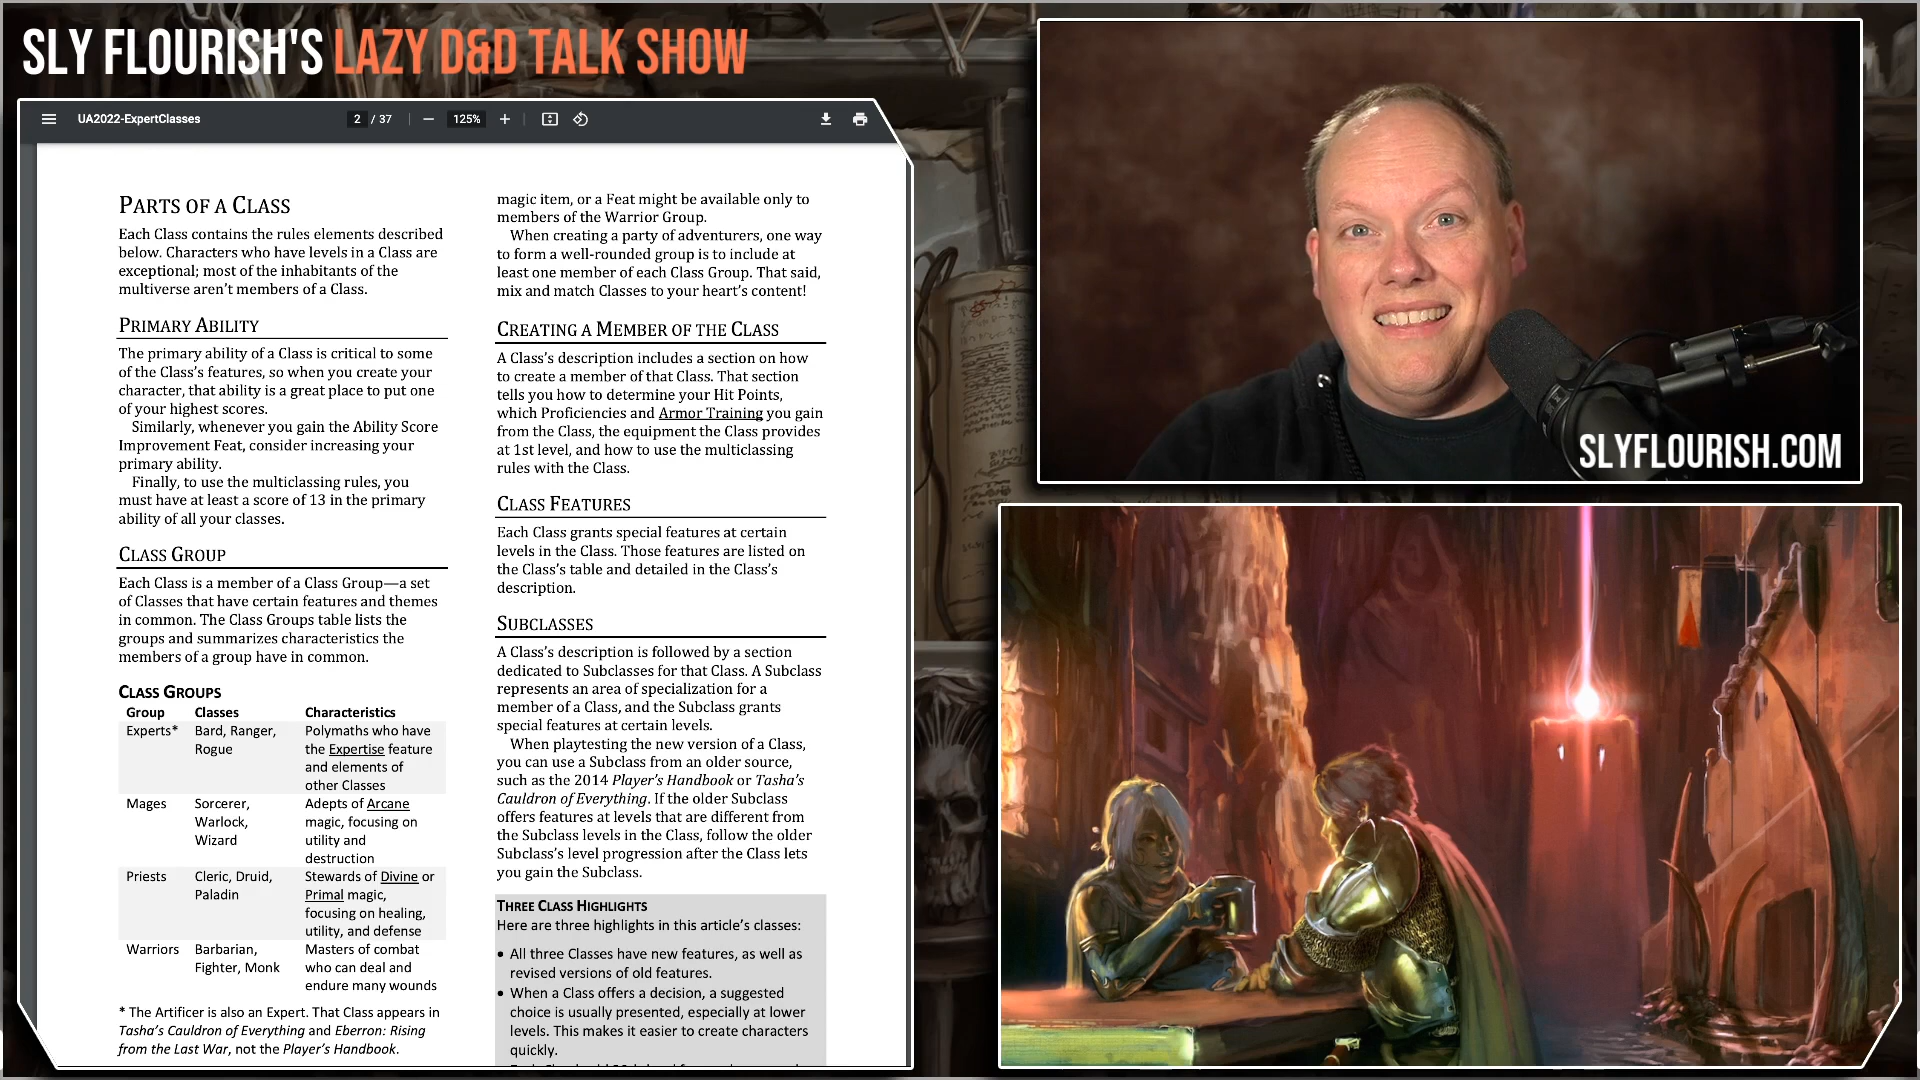 SLY FLOURISH'S LAZY D&D TALK SHOW
UA2022-ExpertClasses
2 / 37
125%
PARTS OF A CLASS
Each Class contains the rules elements described
below. Characters who have levels in a Class are
exceptional; most of the inhabitants of the
multiverse aren't members of a Class.
PRIMARY ABILITY
The primary ability of a Class is critical to some
of the Class's features, so when you create your
character, that ability is a great place to put one
of your highest scores.
Similarly, whenever you gain the Ability Score
Improvement Feat, consider increasing your
primary ability.
Finally, to use the multiclassing rules, you
must have at least a score of 13 in the primary
ability of all your classes.
CLASS GROUP
Each Class is a member of a Class Group—a set
of Classes that have certain features and themes
in common. The Class Groups table lists the
groups and summarizes characteristics the
members of a group have in common.
CLASS GROUPS
Group Classes Characteristics
Experts* Bard, Ranger, Polymaths who have
Rogue the Expertise feature
and elements of
other Classes
Mages Sorcerer, Adepts of Arcane
Warlock, magic, focusing on
Wizard utility and
destruction
Priests Cleric, Druid, Stewards of Divine or
Paladin Primal magic,
focusing on healing,
utility, and defense
Warriors Barbarian, Masters of combat
Fighter, Monk who can deal and
endure many wounds
* The Artificer is also an Expert. That Class appears in
Tasha's Cauldron of Everything and Eberron: Rising
from the Last War, not the Player's Handbook.
magic item, or a Feat might be available only to
members of the Warrior Group.
When creating a party of adventurers, one way
to form a well-rounded group is to include at
least one member of each Class Group. That said,
mix and match Classes to your heart's content!
CREATING A MEMBER OF THE CLASS
A Class's description includes a section on how
to create a member of that Class. That section
tells you how to determine your Hit Points,
which Proficiencies and Armor Training you gain
from the Class, the equipment the Class provides
at 1st level, and how to use the multiclassing
rules with the Class.
CLASS FEATURES
Each Class grants special features at certain
levels in the Class. Those features are listed on
the Class's table and detailed in the Class's
description.
SUBCLASSES
A Class's description is followed by a section
dedicated to Subclasses for that Class. A Subclass
represents an area of specialization for a
member of a Class, and the Subclass grants
special features at certain levels.
When playtesting the new version of a Class,
you can use a Subclass from an older source,
such as the 2014 Player's Handbook or Tasha's
Cauldron of Everything. If the older Subclass
offers features at levels that are different from
the Subclass levels in the Class, follow the older
Subclass's level progression after the Class lets
you gain the Subclass.
THREE CLASS HIGHLIGHTS
Here are three highlights in this article's classes:
• All three Classes have new features, as well as
revised versions of old features.
• When a Class offers a decision, a suggested
choice is usually presented, especially at lower
levels. This makes it easier to create characters
quickly.
SLYFLOURISH.COM